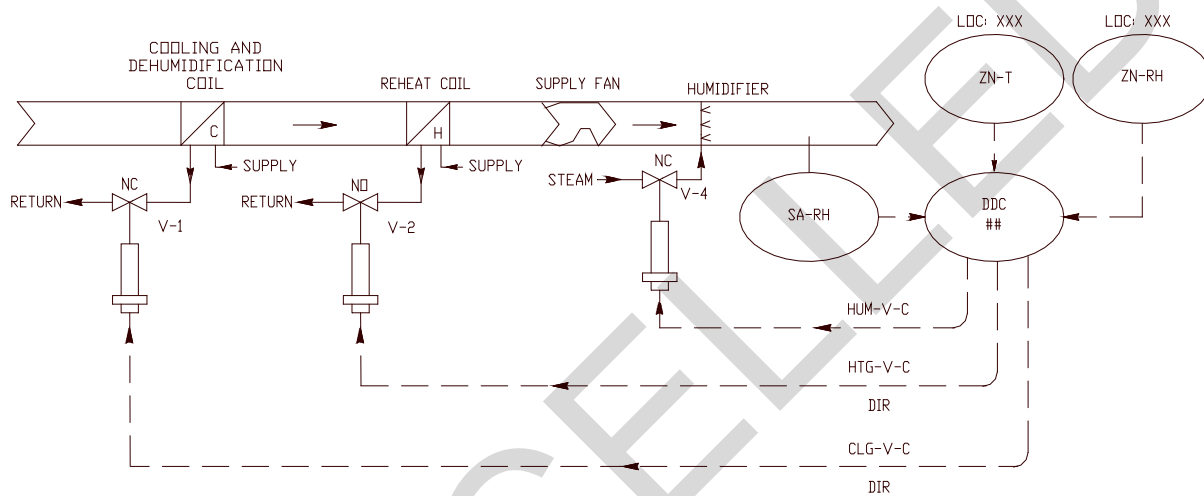 LOC: XXX
LOC: XXX
COOLING AND
DEHUMIDIFICATION
COIL
REHEAT COIL
SUPPLY FAN
HUMIDIFIER
ZN-T
ZN-RH
C
H
SUPPLY
SUPPLY
STEAM
NC
V-4
NC
RETURN
V-1
NO
RETURN
V-2
SA-RH
DDC
##
HUM-V-C
HTG-V-C
DIR
CLG-V-C
DIR